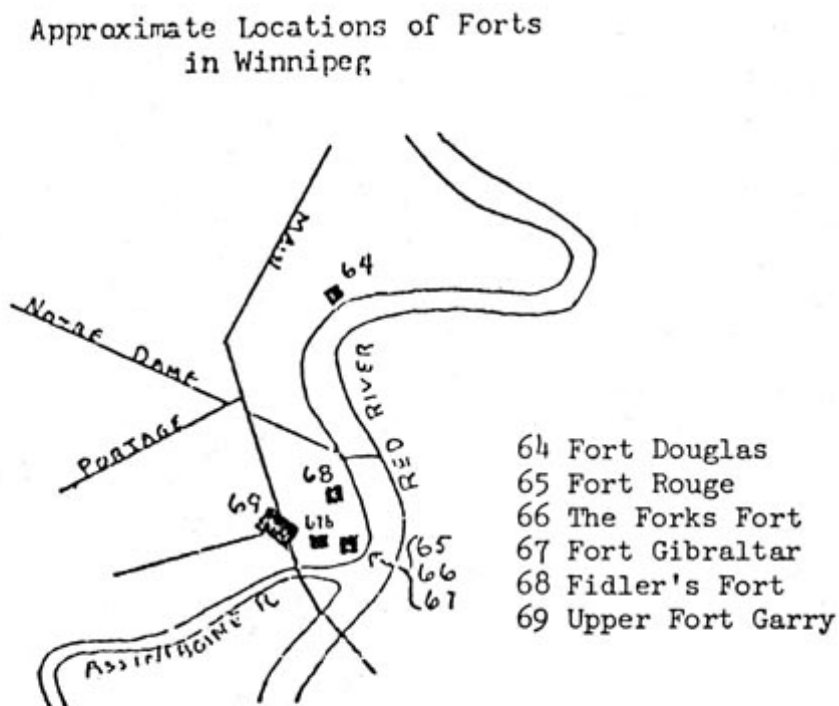 Approximate Locations of Forts
in Winnipeg
MAIN
64
NOTRE DAME
PORTAGE
RED RIVER
68
69
67b
65
66
67
ASSINIBOINE R
64 Fort Douglas
65 Fort Rouge
66 The Forks Fort
67 Fort Gibraltar
68 Fidler's Fort
69 Upper Fort Garry